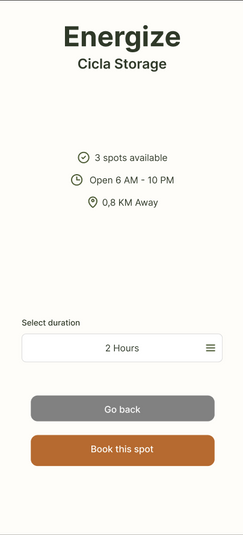 Energize
Cicla Storage
3 spots available
Open 6 AM - 10 PM
0,8 KM Away
Select duration
2 Hours
Go back
Book this spot